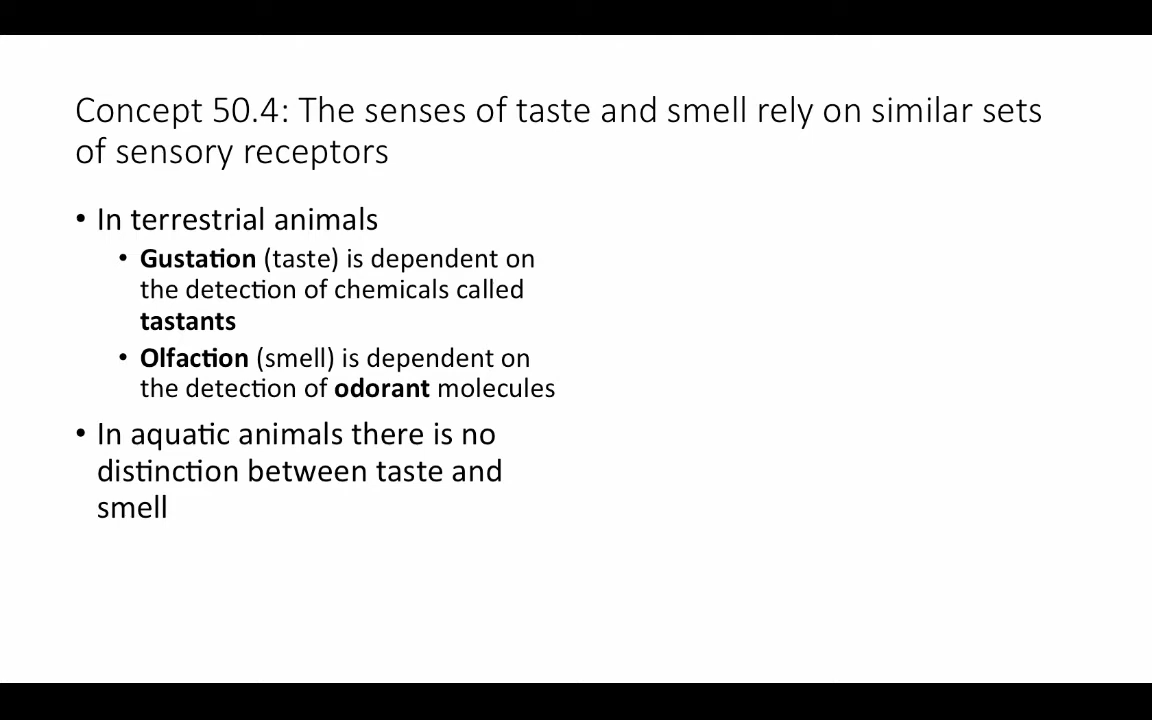 Concept 50.4: The senses of taste and smell rely on similar sets
of sensory receptors
• In terrestrial animals
• Gustation (taste) is dependent on
the detection of chemicals called
tastants
• Olfaction (smell) is dependent on
the detection of odorant molecules
• In aquatic animals there is no
distinction between taste and
smell